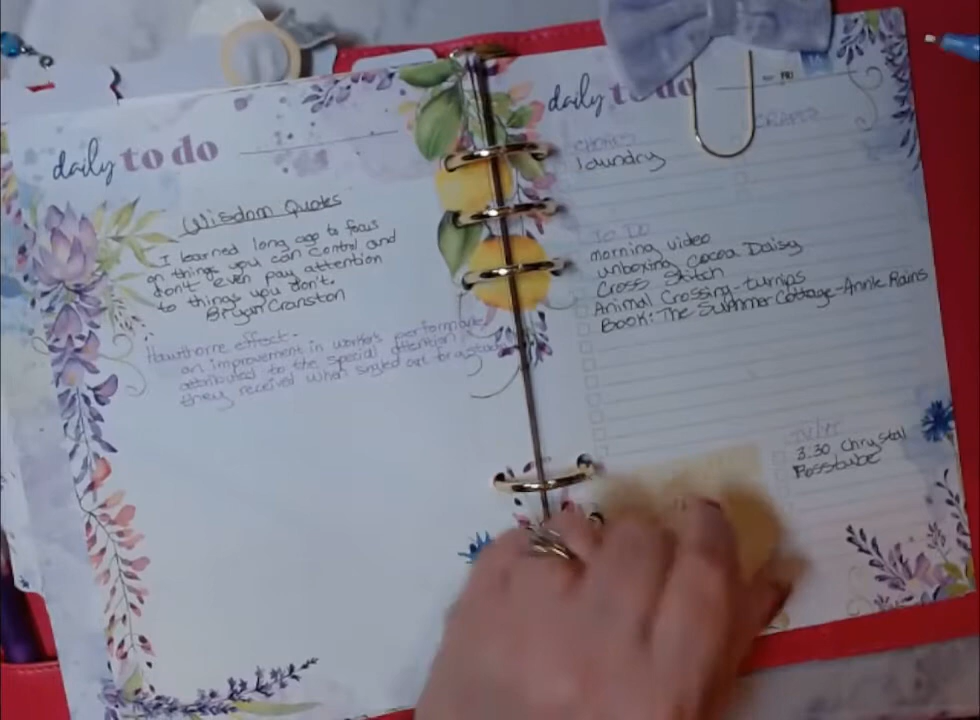 daily to do
Wisdom Quotes
I learned long ago to focus
on things you can control and
don't even pay attention
to things you don't.
Bryan Cranston
Hawthorne effect-
an improvement in workers performance
attributed to the special attention
they received when singled out for a
daily to do
CHORES
laundry
CRAFTS
TO DO
morning video
unboxing Cocoa Daisy
Cross Stitch
Animal Crossing-turnips
Book: The Summer Cottage-Annie Rains
3:30 Chrystal
Flosstube